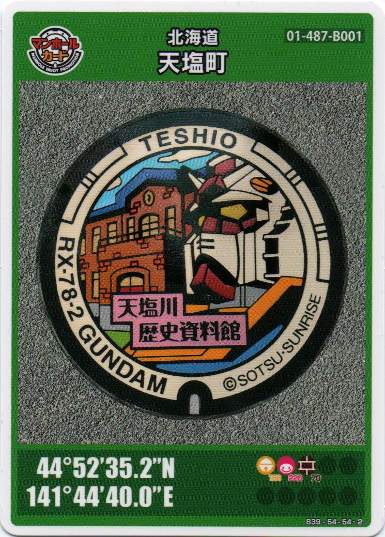 マンホール
カード
北海道
天塩町
01-487-B001
TESHIO
RX-78-2 GUNDAM
天塩川
歴史資料館
©SOTSU・SUNRISE
44°52'35.2"N
141°44'40.0"E
839-54-54-2